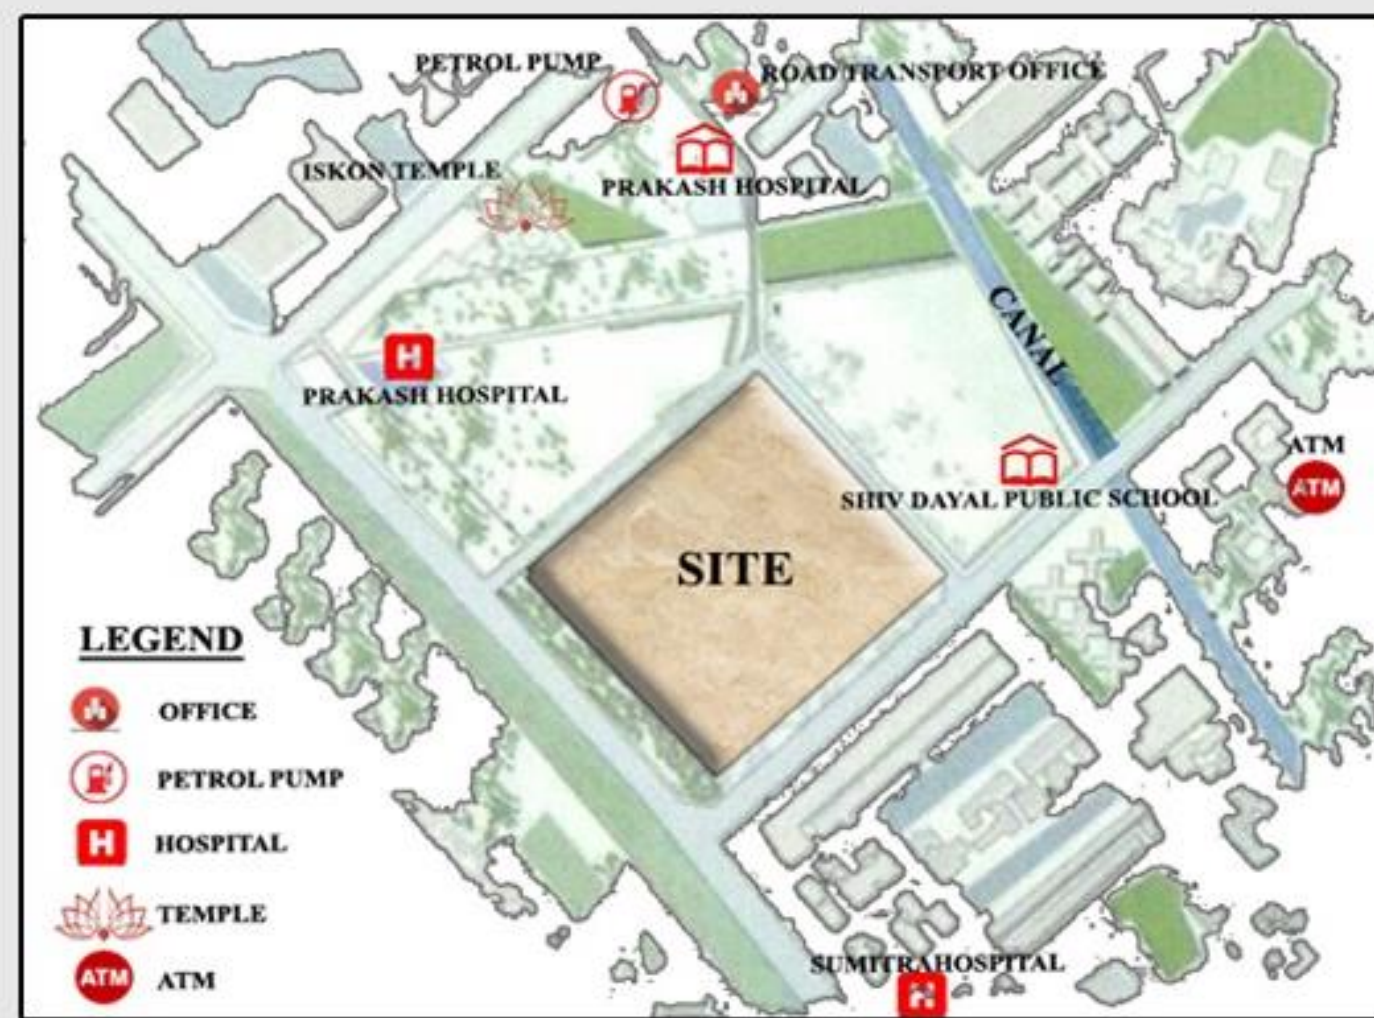 PETROL PUMP
ROAD TRANSPORT OFFICE
ISKON TEMPLE
PRAKASH HOSPITAL
CANAL
H
PRAKASH HOSPITAL
ATM
ATM
SHIV DAYAL PUBLIC SCHOOL
SITE
LEGEND
OFFICE
PETROL PUMP
H HOSPITAL
TEMPLE
ATM ATM
SUMITRAHOSPITAL
H